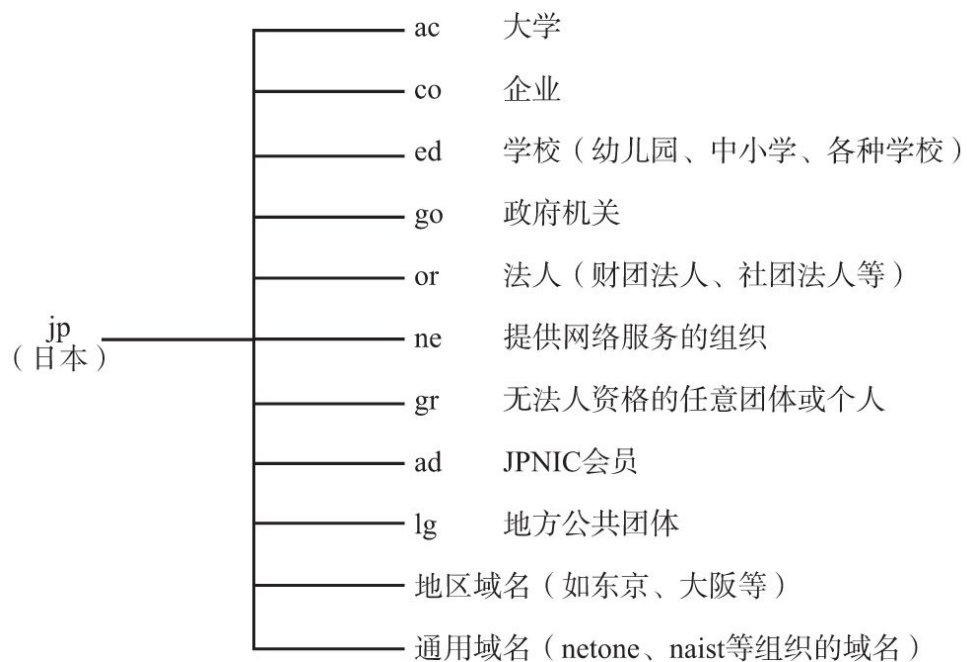 ac 大学
co 企业
ed 学校（幼儿园、中小学、各种学校）
go 政府机关
or 法人（财团法人、社团法人等）
jp
（日本）
ne 提供网络服务的组织
gr 无法人资格的任意团体或个人
ad JPNIC会员
lg 地方公共团体
地区域名（如东京、大阪等）
通用域名（netone、naist等组织的域名）